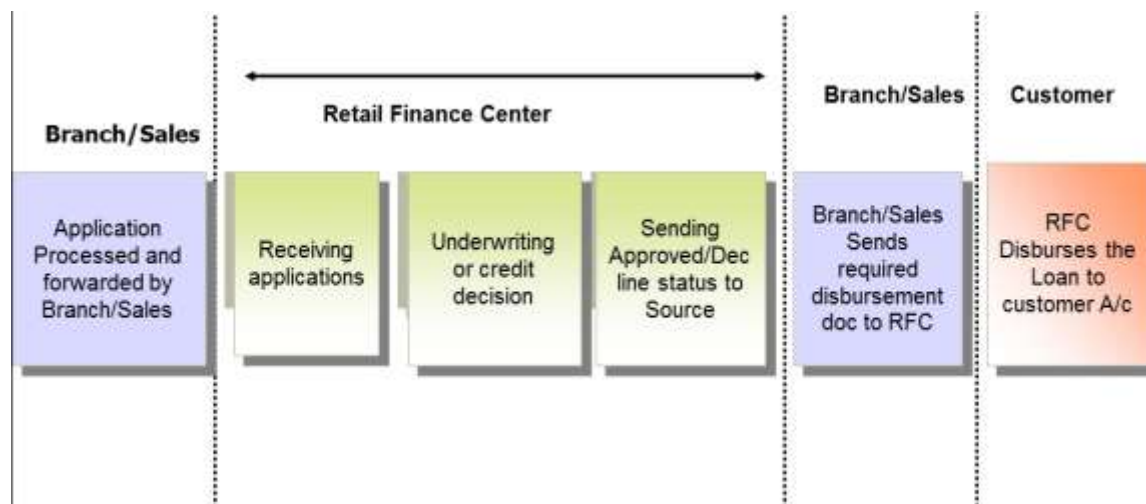 Branch/Sales
Retail Finance Center
Branch/Sales
Customer
Application
Processed and
forwarded by
Branch/Sales
Receiving
applications
Underwriting
or credit
decision
Sending
Approved/Dec
line status to
Source
Branch/Sales
Sends
required
disbursement
doc to RFC
RFC
Disburses the
Loan to
customer A/c